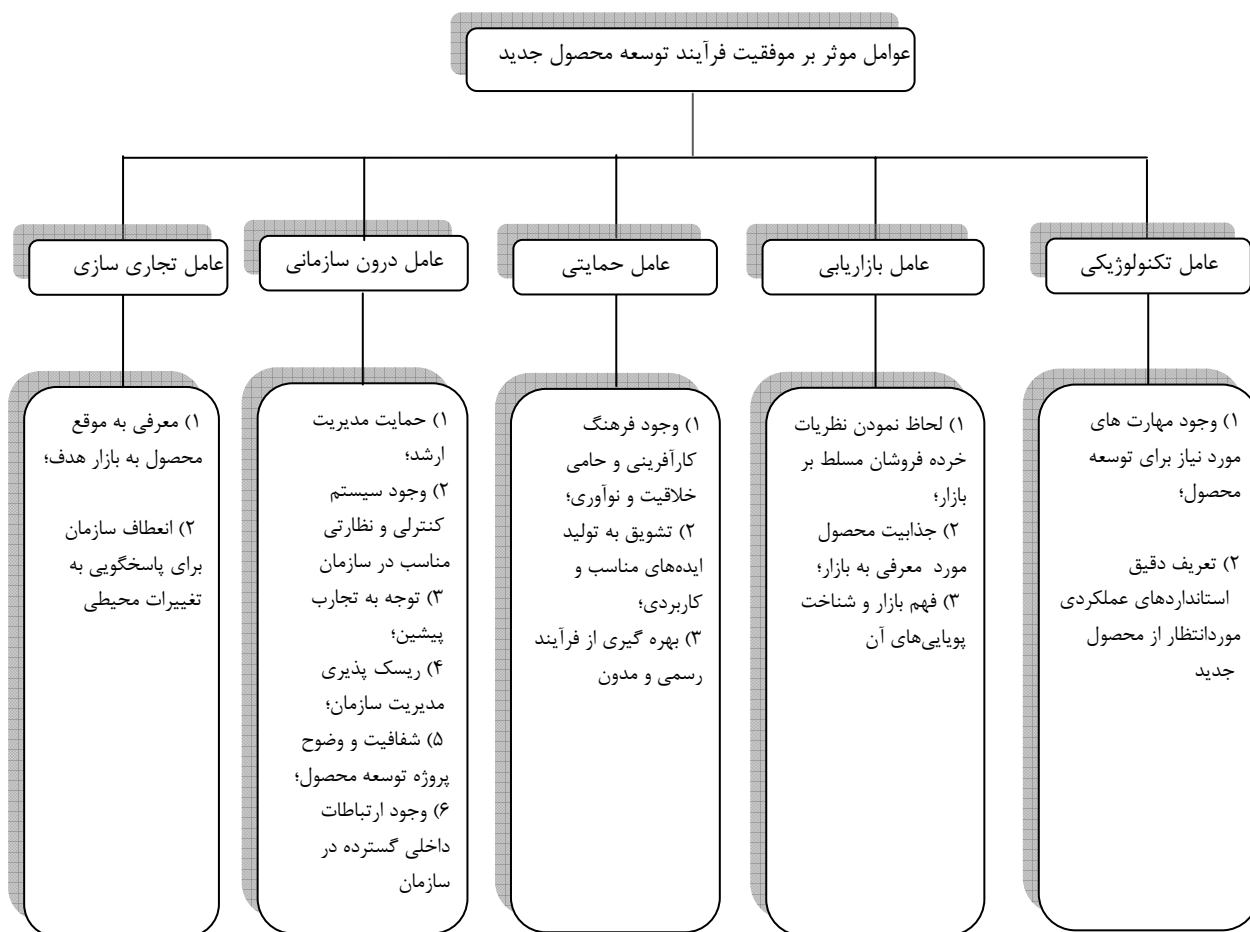 عوامل موثر بر موفقیت فرآیند توسعه محصول جدید
عامل تکنولوژیکی
عامل بازاریابی
عامل حمایتی
عامل درون سازمانی
عامل تجاری سازی
۱) وجود مهارت های
مورد نیاز برای توسعه
محصول؛
۲) تعریف دقیق
استانداردهای عملکردی
موردانتظار از محصول
جدید
۱) لحاظ نمودن نظریات
خرده فروشان مسلط بر
بازار؛
۲) جذابیت محصول
مورد معرفی به بازار؛
۳) فهم بازار و شناخت
پویایی‌های آن
۱) وجود فرهنگ
کارآفرینی و حامی
خلاقیت و نوآوری؛
۲) تشویق به تولید
ایده‌های مناسب و
کاربردی؛
۳) بهره گیری از فرآیند
رسمی و مدون
۱) حمایت مدیریت
ارشد؛
۲) وجود سیستم
کنترلی و نظارتی
مناسب در سازمان
۳) توجه به تجارب
پیشین؛
۴) ریسک پذیری
مدیریت سازمان؛
۵) شفافیت و وضوح
پروژه توسعه محصول؛
۶) وجود ارتباطات
داخلی گسترده در
سازمان
۱) معرفی به موقع
محصول به بازار هدف؛
۲) انعطاف سازمان
برای پاسخگویی به
تغییرات محیطی